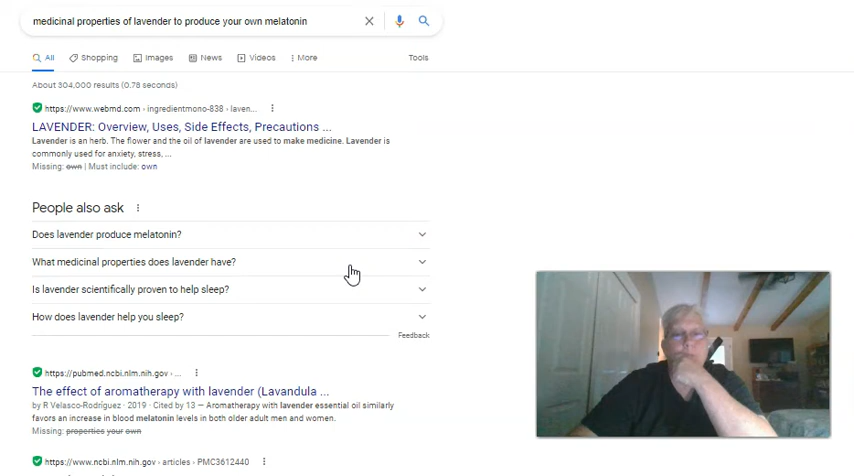 medicinal properties of lavender to produce your own melatonin
All Shopping Images News Videos More Tools
About 304,000 results (0.78 seconds)
https://www.webmd.com › ingredientmono-838 › laven...
LAVENDER: Overview, Uses, Side Effects, Precautions ...
Lavender is an herb. The flower and the oil of lavender are used to make medicine. Lavender is
commonly used for anxiety, stress, ...
Missing: own | Must include: own
People also ask
Does lavender produce melatonin?
What medicinal properties does lavender have?
Is lavender scientifically proven to help sleep?
How does lavender help you sleep?
Feedback
https://pubmed.ncbi.nlm.nih.gov › ...
The effect of aromatherapy with lavender (Lavandula ...
by R Velasco-Rodríguez · 2019 · Cited by 13 — Aromatherapy with lavender essential oil similarly
favors an increase in blood melatonin levels in both older adult men and women.
Missing: properties your own
https://www.ncbi.nlm.nih.gov › articles › PMC3612440